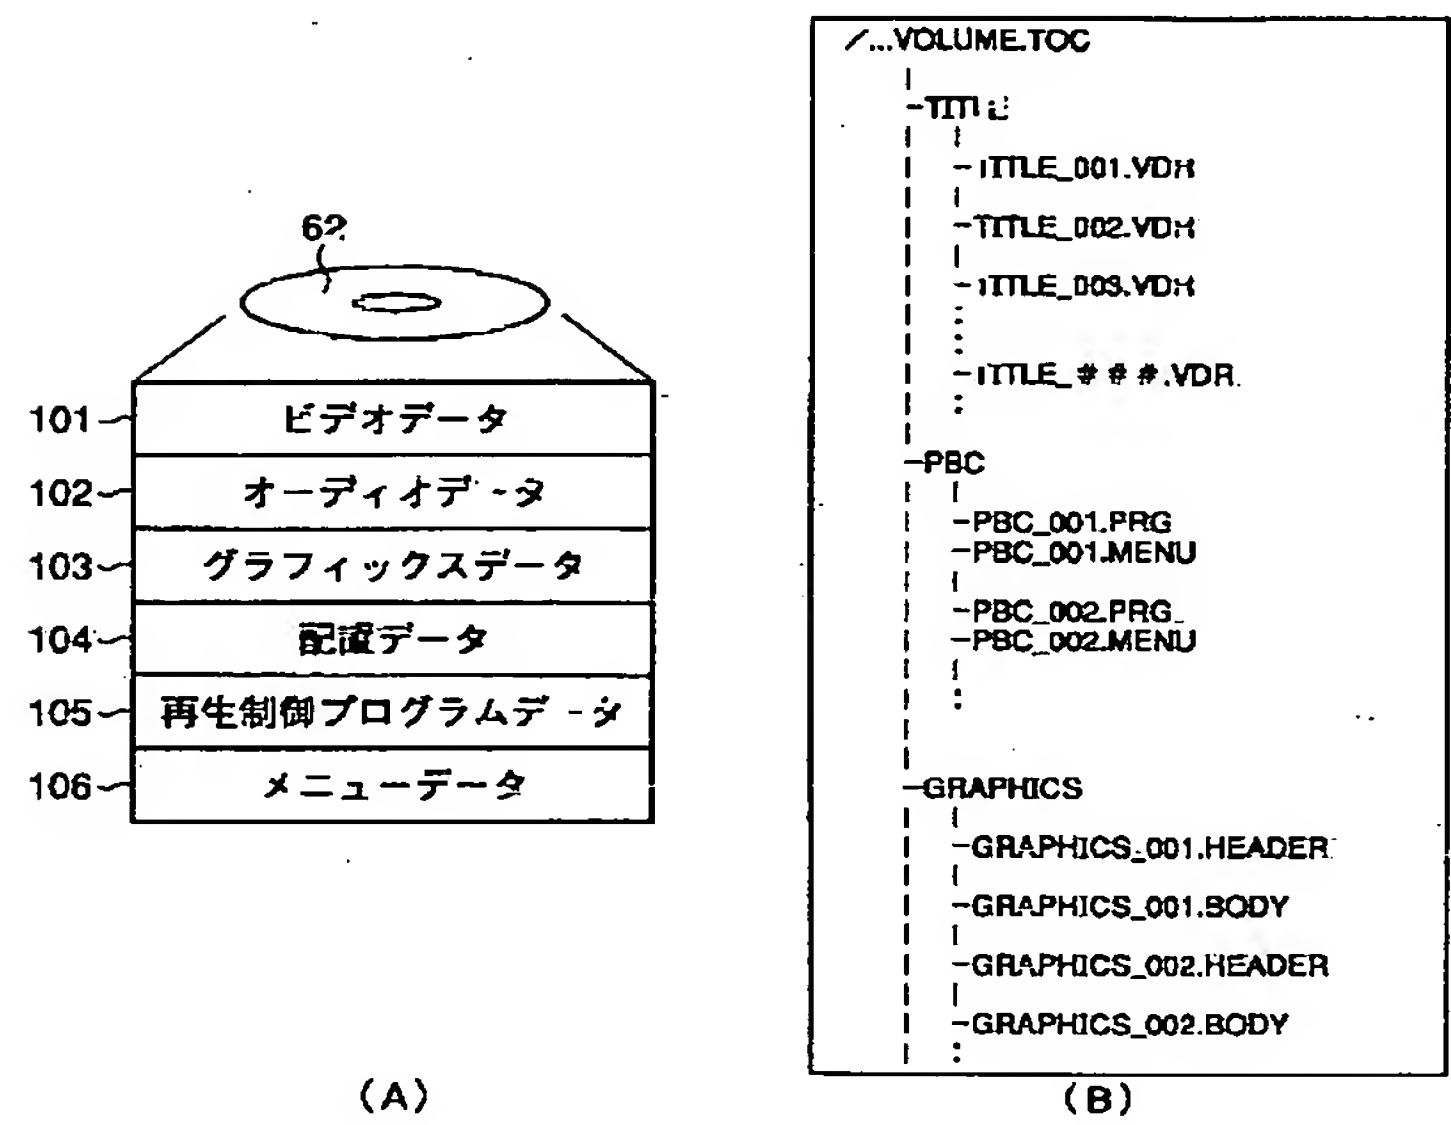 62
101 ビデオデータ
102 オーディオデータ
103 グラフィックスデータ
104 配置データ
105 再生制御プログラムデータ
106 メニューデータ
(A)
/...VOLUME.TOC
-TITLE
-TITLE_001.VDR
-TITLE_002.VDR
-TITLE_003.VDR
-TITLE_###.VDR
-PBC
-PBC_001.PRG
-PBC_001.MENU
-PBC_002.PRG
-PBC_002.MENU
-GRAPHICS
-GRAPHICS_001.HEADER
-GRAPHICS_001.BODY
-GRAPHICS_002.HEADER
-GRAPHICS_002.BODY
(B)